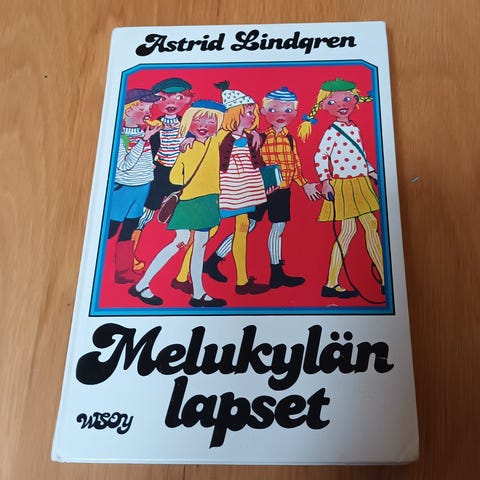 Astrid Lindgren
Melukylän
lapset
WSOY